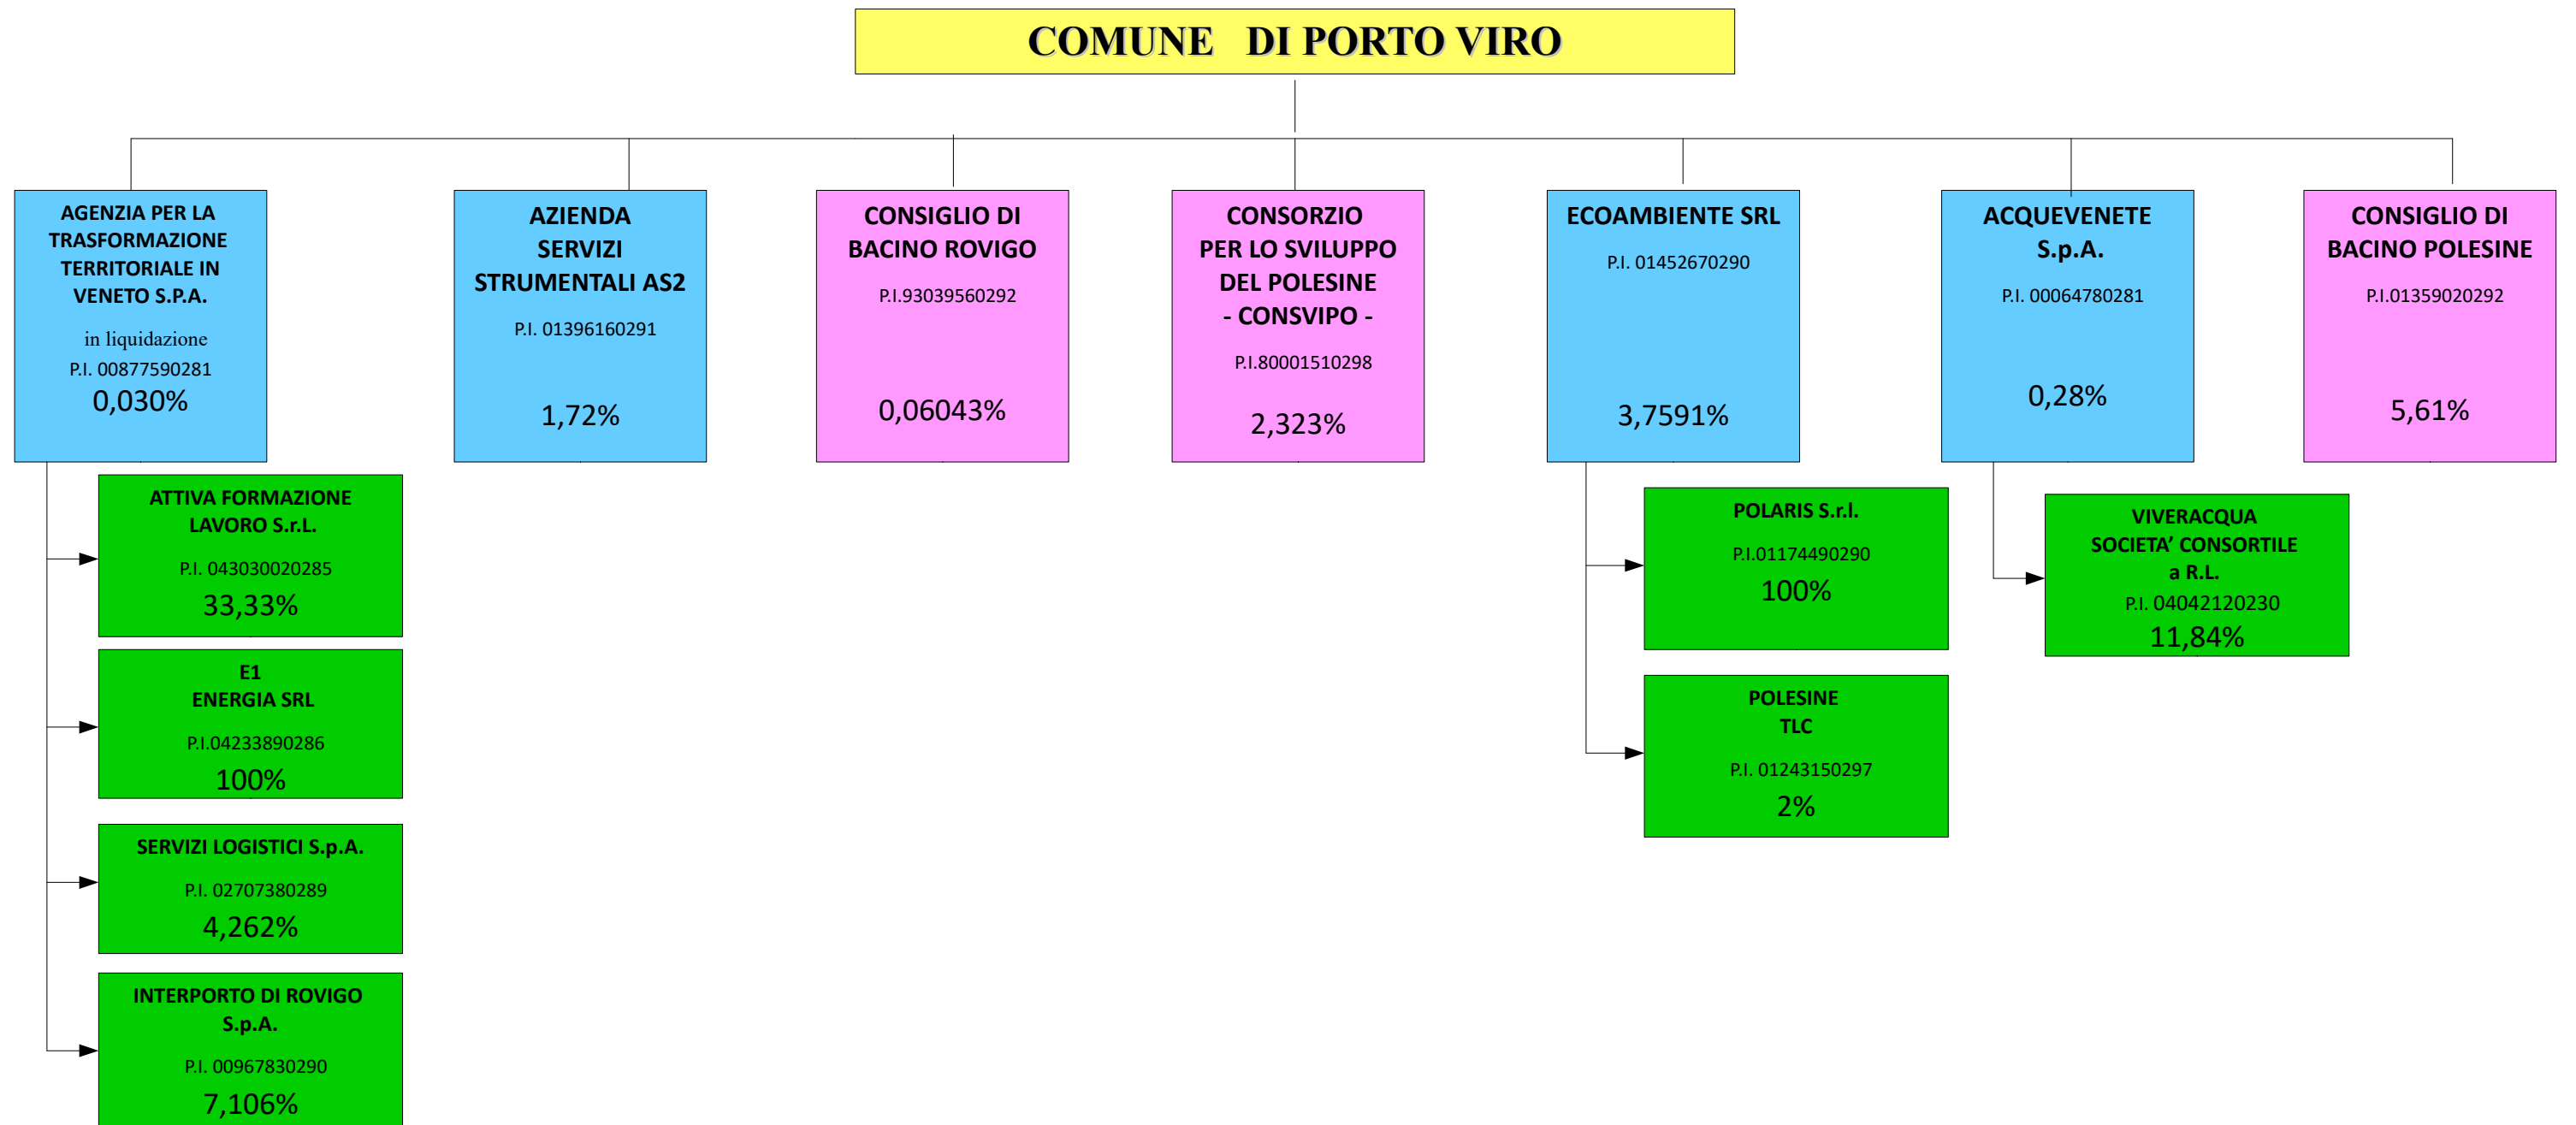 COMUNE DI PORTO VIRO
AGENZIA PER LA
TRASFORMAZIONE
TERRITORIALE IN
VENETO S.P.A.
in liquidazione
P.I. 00877590281
0,030%
AZIENDA
SERVIZI
STRUMENTALI AS2
P.I. 01396160291
1,72%
CONSIGLIO DI
BACINO ROVIGO
P.I.93039560292
0,06043%
CONSORZIO
PER LO SVILUPPO
DEL POLESINE
- CONSVIPO -
P.I.80001510298
2,323%
ECOAMBIENTE SRL
P.I. 01452670290
3,7591%
ACQUEVENETE
S.p.A.
P.I. 00064780281
0,28%
CONSIGLIO DI
BACINO POLESINE
P.I.01359020292
5,61%
ATTIVA FORMAZIONE
LAVORO S.r.L.
P.I. 043030020285
33,33%
E1
ENERGIA SRL
P.I.04233890286
100%
SERVIZI LOGISTICI S.p.A.
P.I. 02707380289
4,262%
INTERPORTO DI ROVIGO
S.p.A.
P.I. 00967830290
7,106%
POLARIS S.r.l.
P.I.01174490290
100%
POLESINE
TLC
P.I. 01243150297
2%
VIVERACQUA
SOCIETA’ CONSORTILE
a R.L.
P.I. 04042120230
11,84%